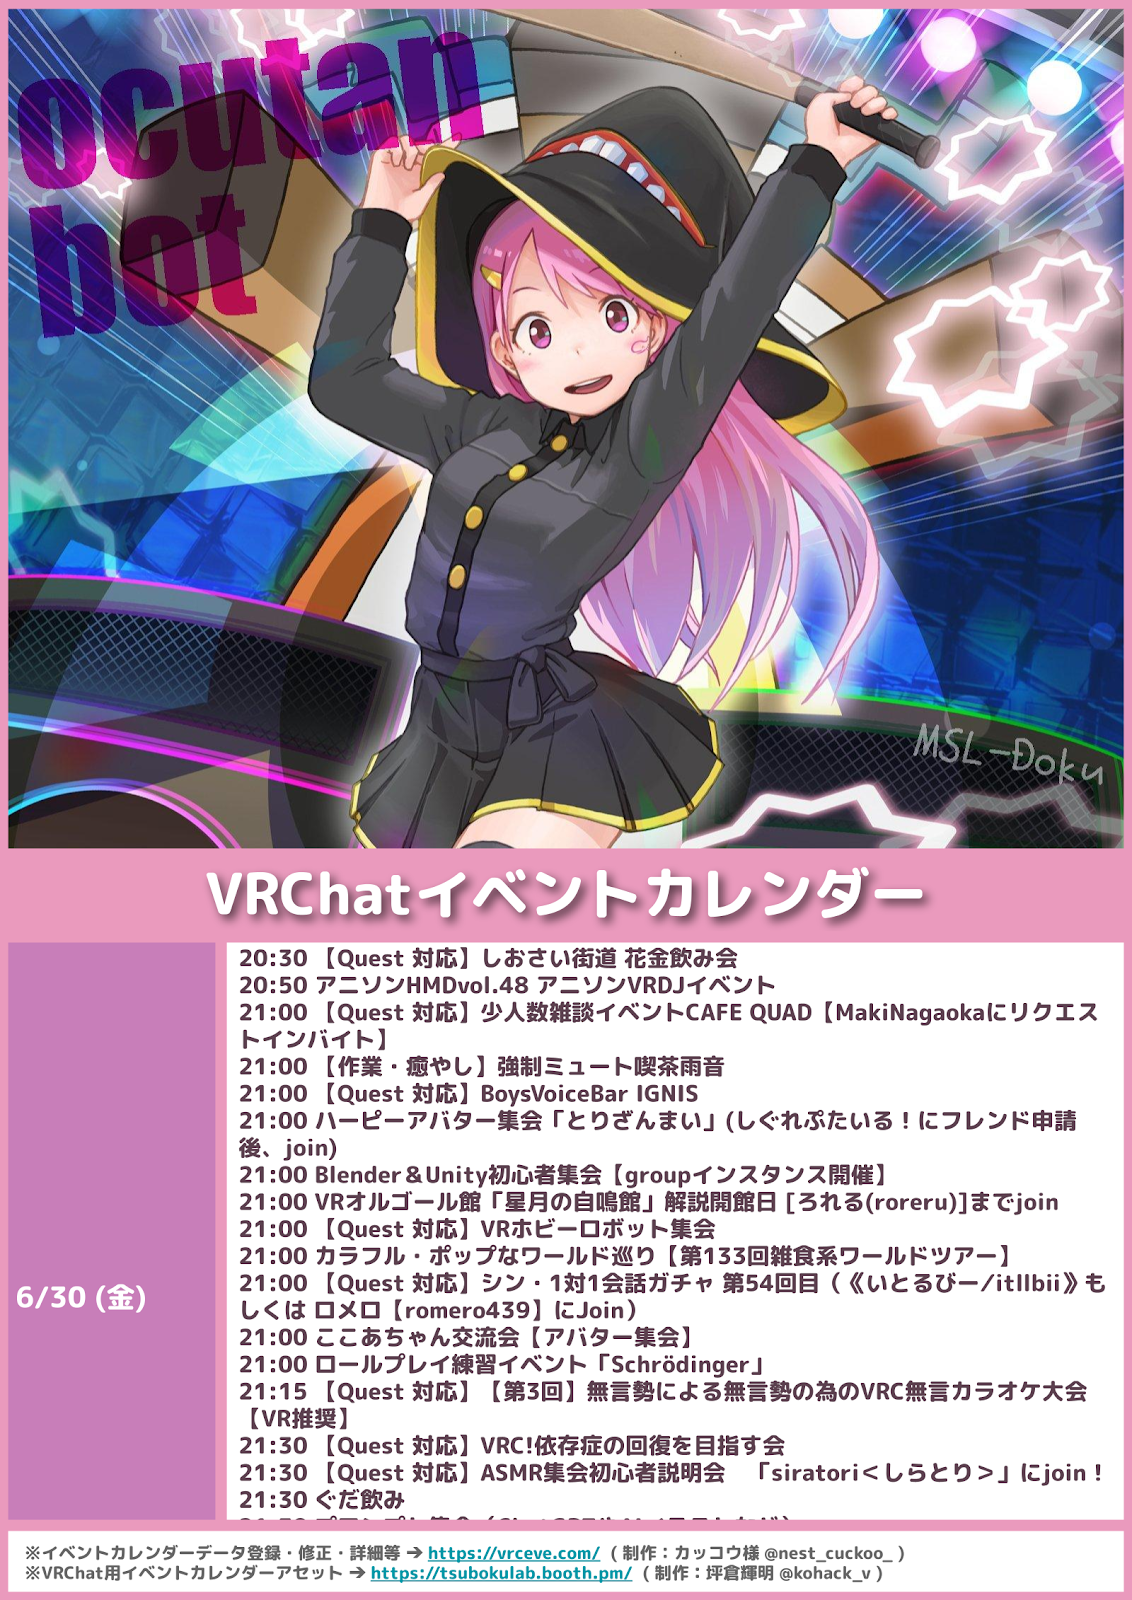 ocutan
bot
MSL-Doku
VRChatイベントカレンダー
6/30 (金)
20:30 【Quest 対応】しおさい街道 花金飲み会
20:50 アニソンHMDvol.48 アニソンVRDJイベント
21:00 【Quest 対応】少人数雑談イベントCAFE QUAD【MakiNagaokaにリクエス
トインバイト】
21:00 【作業・癒やし】強制ミュート喫茶雨音
21:00 【Quest 対応】BoysVoiceBar IGNIS
21:00 ハーピーアバター集会「とりざんまい」(しぐれぷたいる！にフレンド申請
後、join)
21:00 Blender＆Unity初心者集会【groupインスタンス開催】
21:00 VRオルゴール館「星月の自鳴館」解説開館日 [ろれる(roreru)]までjoin
21:00 【Quest 対応】VRホビーロボット集会
21:00 カラフル・ポップなワールド巡り【第133回雑食系ワールドツアー】
21:00 【Quest 対応】シン・1対1会話ガチャ 第54回目（《いとるびー/itllbii》も
しくは ロメロ【romero439】にJoin）
21:00 ここあちゃん交流会【アバター集会】
21:00 ロールプレイ練習イベント「Schrödinger」
21:15 【Quest 対応】【第3回】無言勢による無言勢の為のVRC無言カラオケ大会
【VR推奨】
21:30 【Quest 対応】VRC!依存症の回復を目指す会
21:30 【Quest 対応】ASMR集会初心者説明会　「siratori＜しらとり＞」にjoin！
21:30 ぐだ飲み
※イベントカレンダーデータ登録・修正・詳細等 ➔ https://vrceve.com/ （ 制作：カッコウ様 @nest_cuckoo_ ）
※VRChat用イベントカレンダーアセット ➔ https://tsubokulab.booth.pm/ （ 制作：坪倉輝明 @kohack_v ）